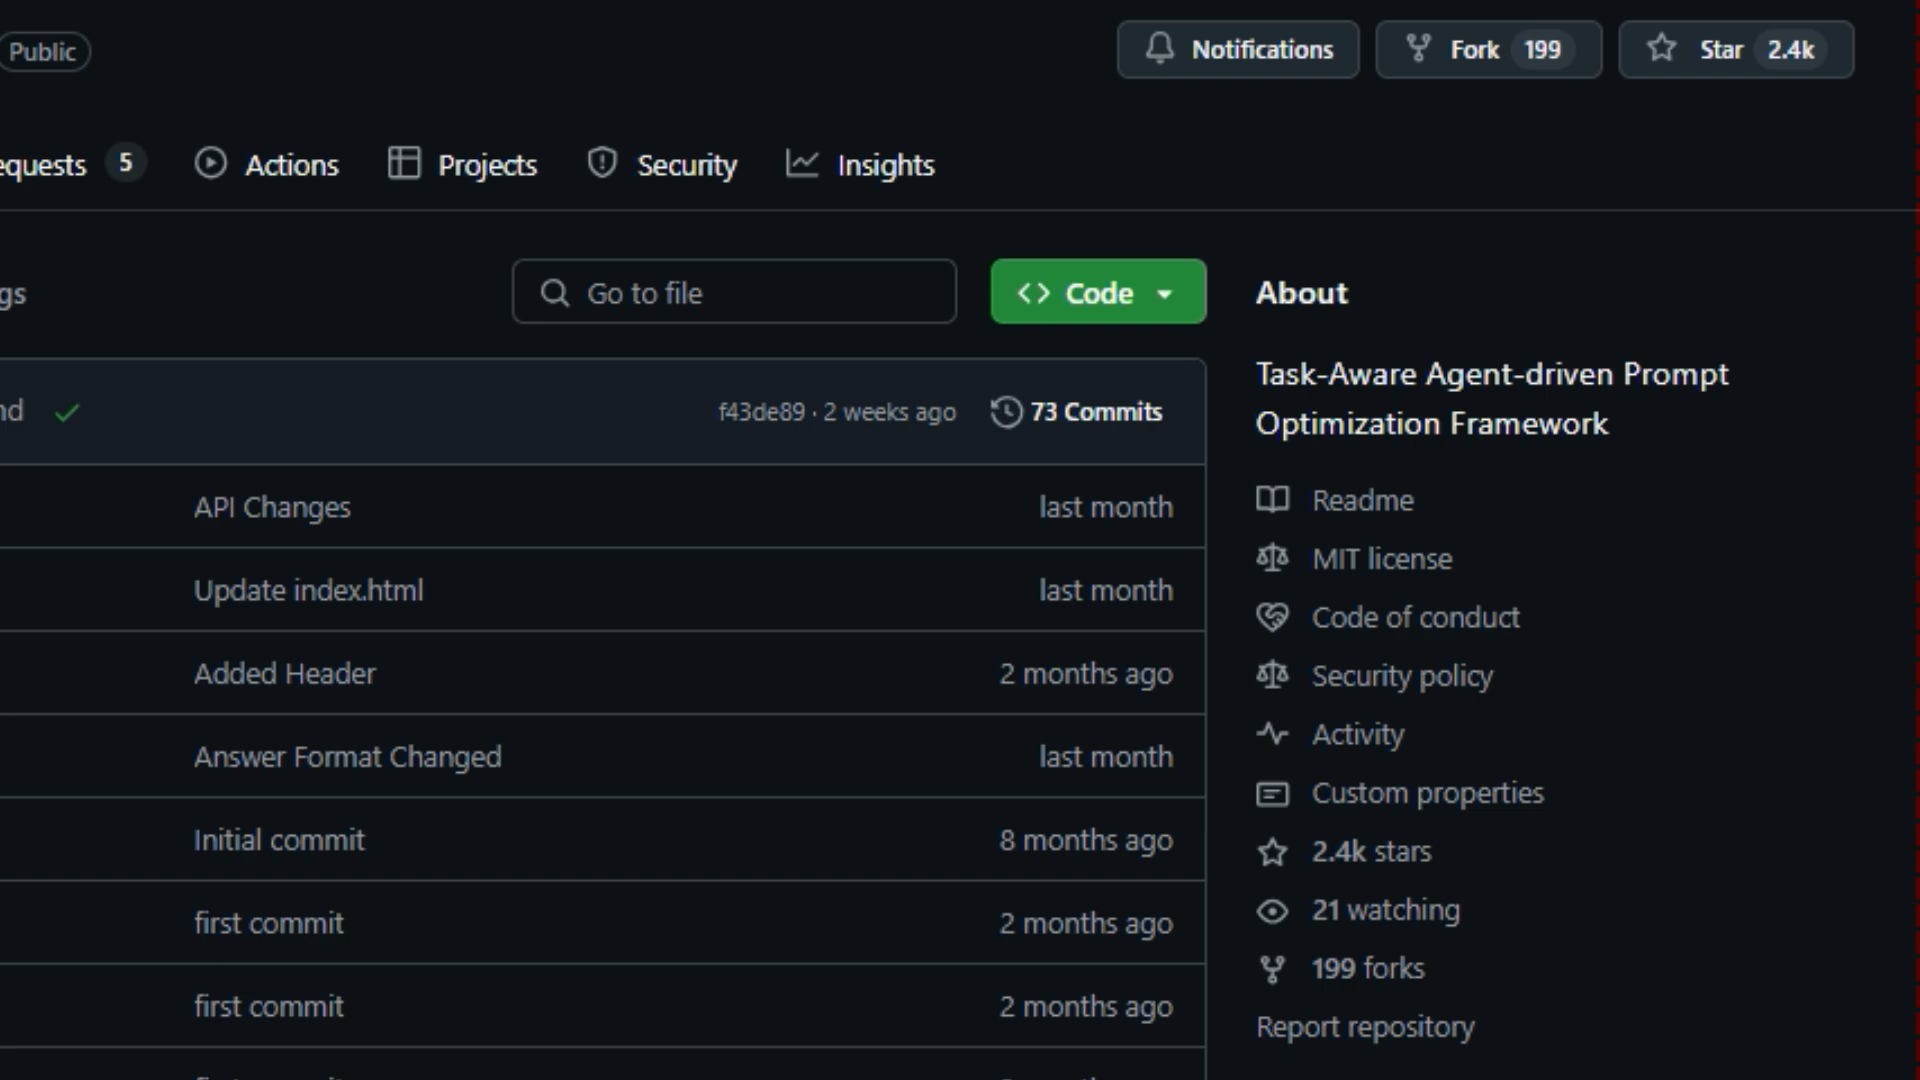 Public
Notifications
Fork 199
Star 2.4k
equests 5
Actions
Projects
Security
Insights
gs
Go to file
Code
nd
f43de89 · 2 weeks ago
73 Commits
API Changes last month
Update index.html last month
Added Header 2 months ago
Answer Format Changed last month
Initial commit 8 months ago
first commit 2 months ago
first commit 2 months ago
About
Task-Aware Agent-driven Prompt
Optimization Framework
Readme
MIT license
Code of conduct
Security policy
Activity
Custom properties
2.4k stars
21 watching
199 forks
Report repository